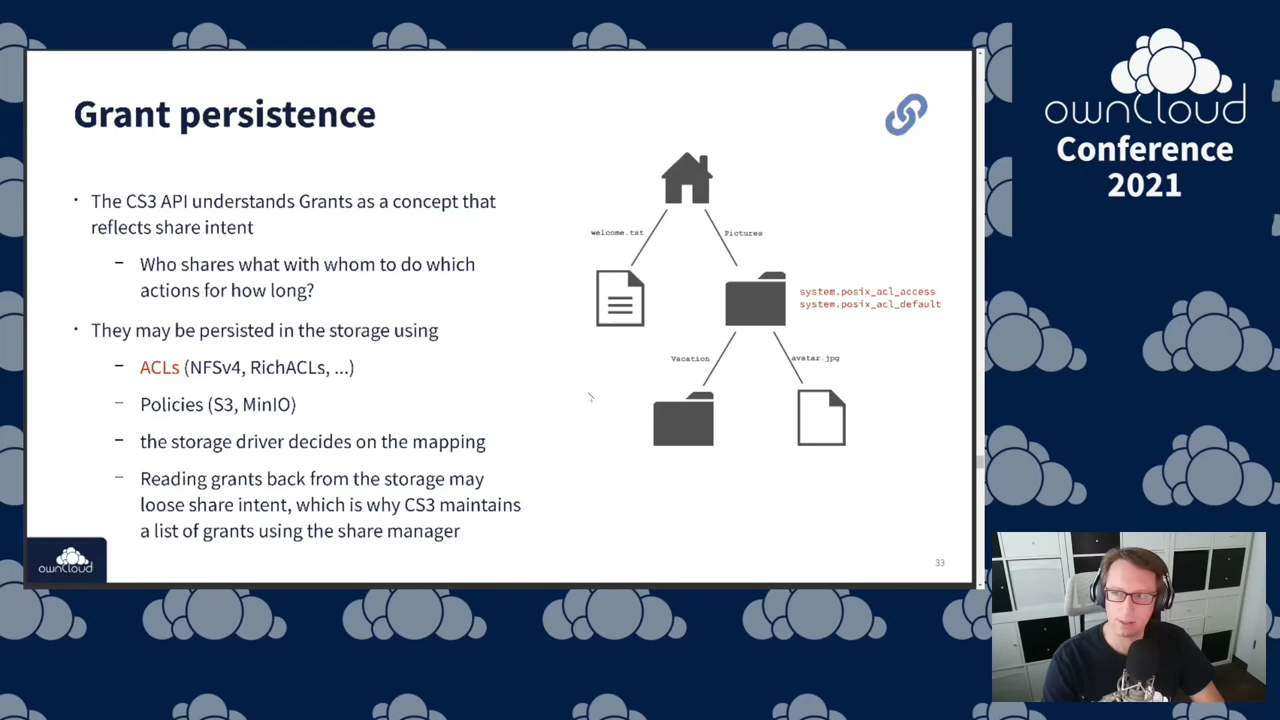 Grant persistence
The CS3 API understands Grants as a concept that
reflects share intent
Who shares what with whom to do which
actions for how long?
They may be persisted in the storage using
ACLs (NFSv4, RichACLs, ...)
Policies (S3, MinIO)
the storage driver decides on the mapping
Reading grants back from the storage may
loose share intent, which is why CS3 maintains
a list of grants using the share manager
welcome.txt
Pictures
system.posix_acl_access
system.posix_acl_default
Vacation
avatar.jpg
ownCloud
33
ownCloud
Conference
2021